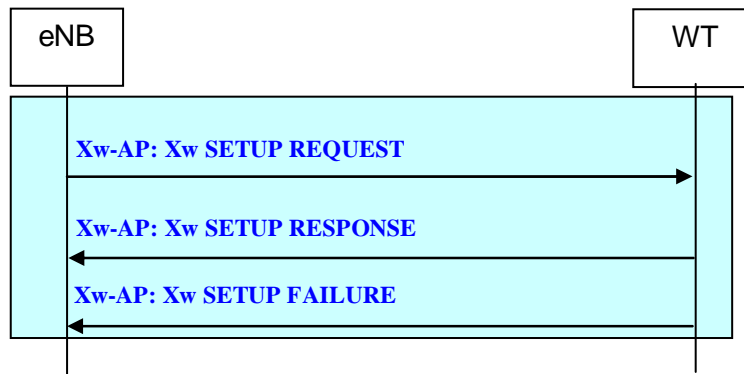 eNB
WT
Xw-AP: Xw SETUP REQUEST
Xw-AP: Xw SETUP RESPONSE
Xw-AP: Xw SETUP FAILURE